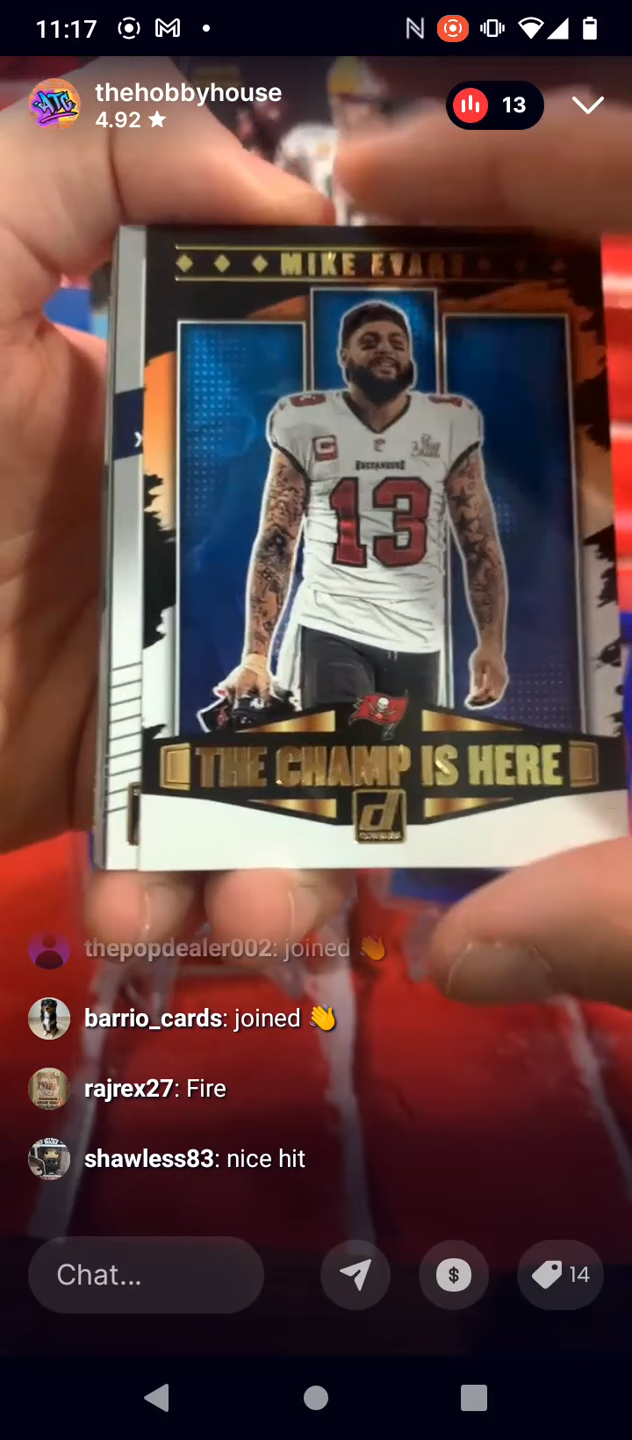 11:17
thehobbyhouse
4.92 ★
13
MIKE EVANS
BUCCANEERS
13
THE CHAMP IS HERE
d
DONRUSS
thepopdealer002: joined 👋
barrio_cards: joined 👋
rajrex27: Fire
shawless83: nice hit
Chat...
14